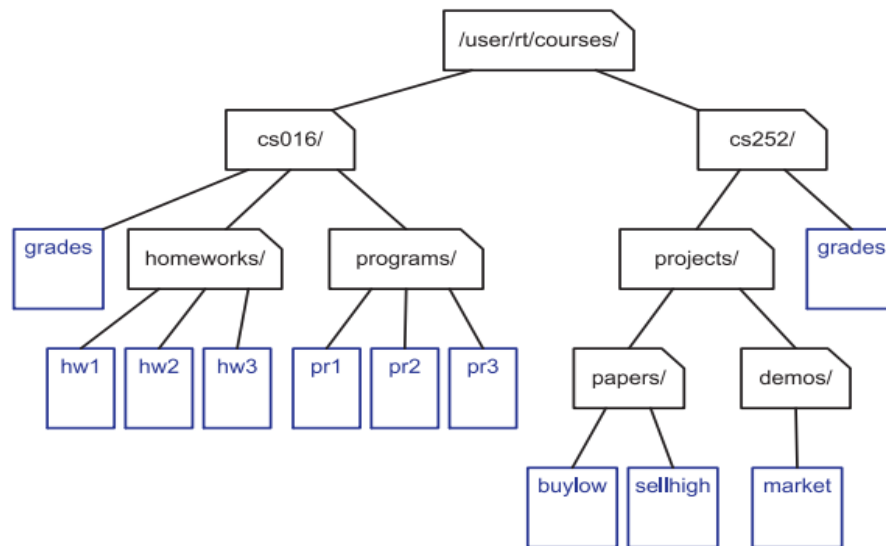 /user/rt/courses/
cs016/
cs252/
grades
homeworks/
programs/
projects/
grades
hw1
hw2
hw3
pr1
pr2
pr3
papers/
demos/
buylow
sellhigh
market